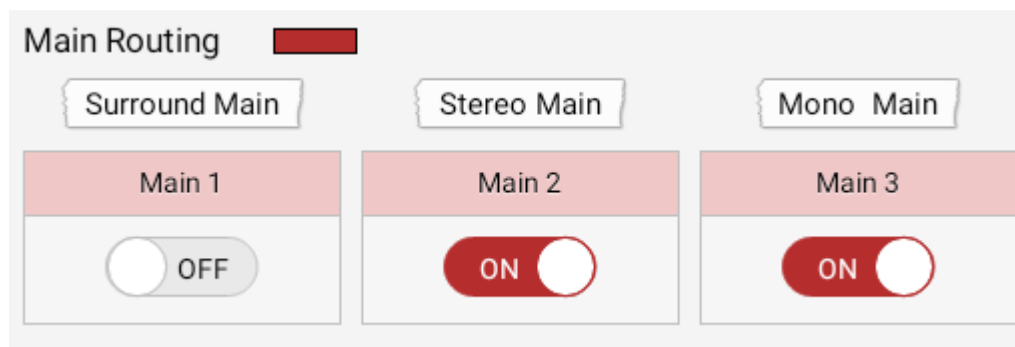 Main Routing
Surround Main Stereo Main Mono Main
Main 1 Main 2 Main 3
OFF ON ON